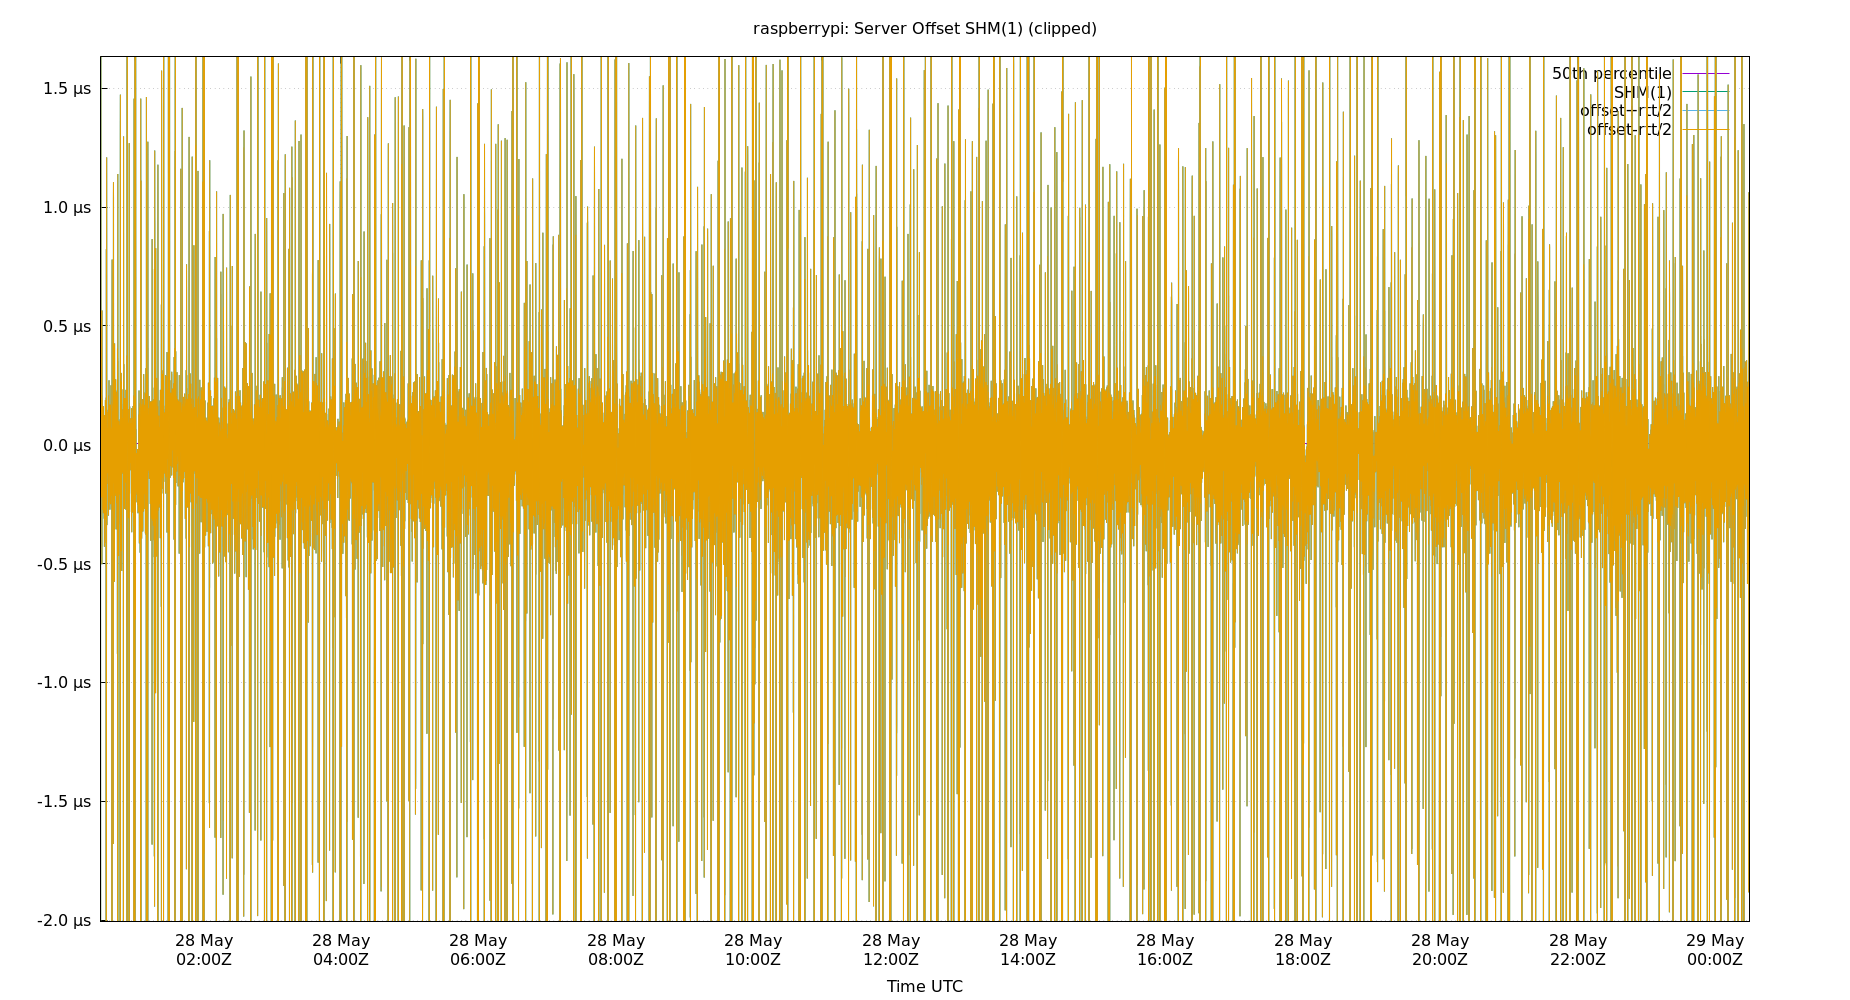 raspberrypi: Server Offset SHM(1) (clipped)
50th percentile
SHM(1)
offset+rtt/2
offset-rtt/2
1.5 µs
1.0 µs
0.5 µs
0.0 µs
-0.5 µs
-1.0 µs
-1.5 µs
-2.0 µs
28 May 28 May 28 May 28 May 28 May 28 May 28 May 28 May 28 May 28 May 28 May 29 May
02:00Z 04:00Z 06:00Z 08:00Z 10:00Z 12:00Z 14:00Z 16:00Z 18:00Z 20:00Z 22:00Z 00:00Z
Time UTC